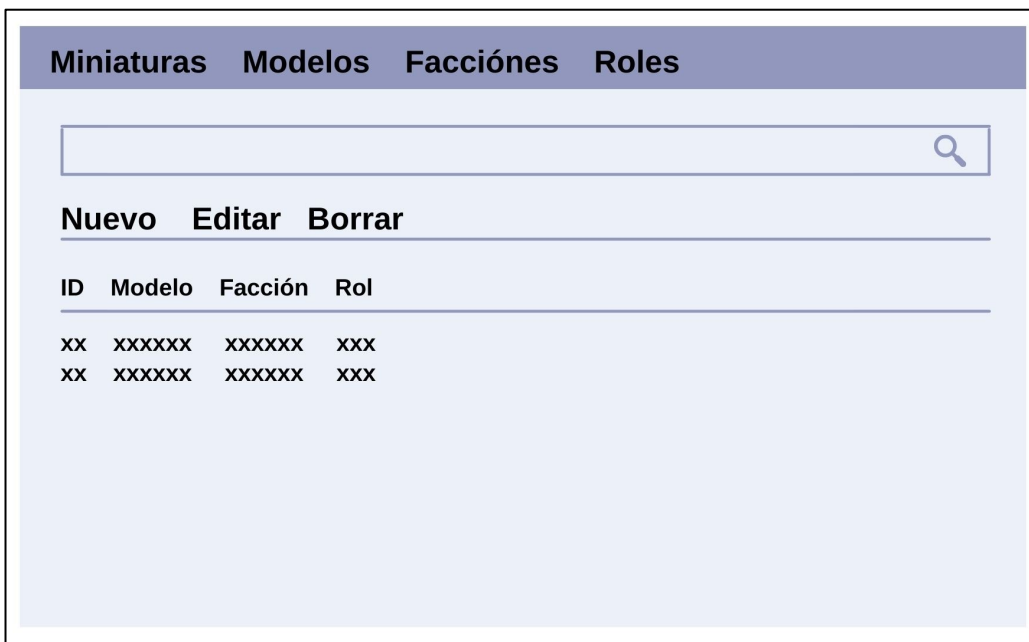 Miniaturas Modelos Facciónes Roles
Nuevo Editar Borrar
ID Modelo Facción Rol
xx xxxxxx xxxxxx xxx
xx xxxxxx xxxxxx xxx